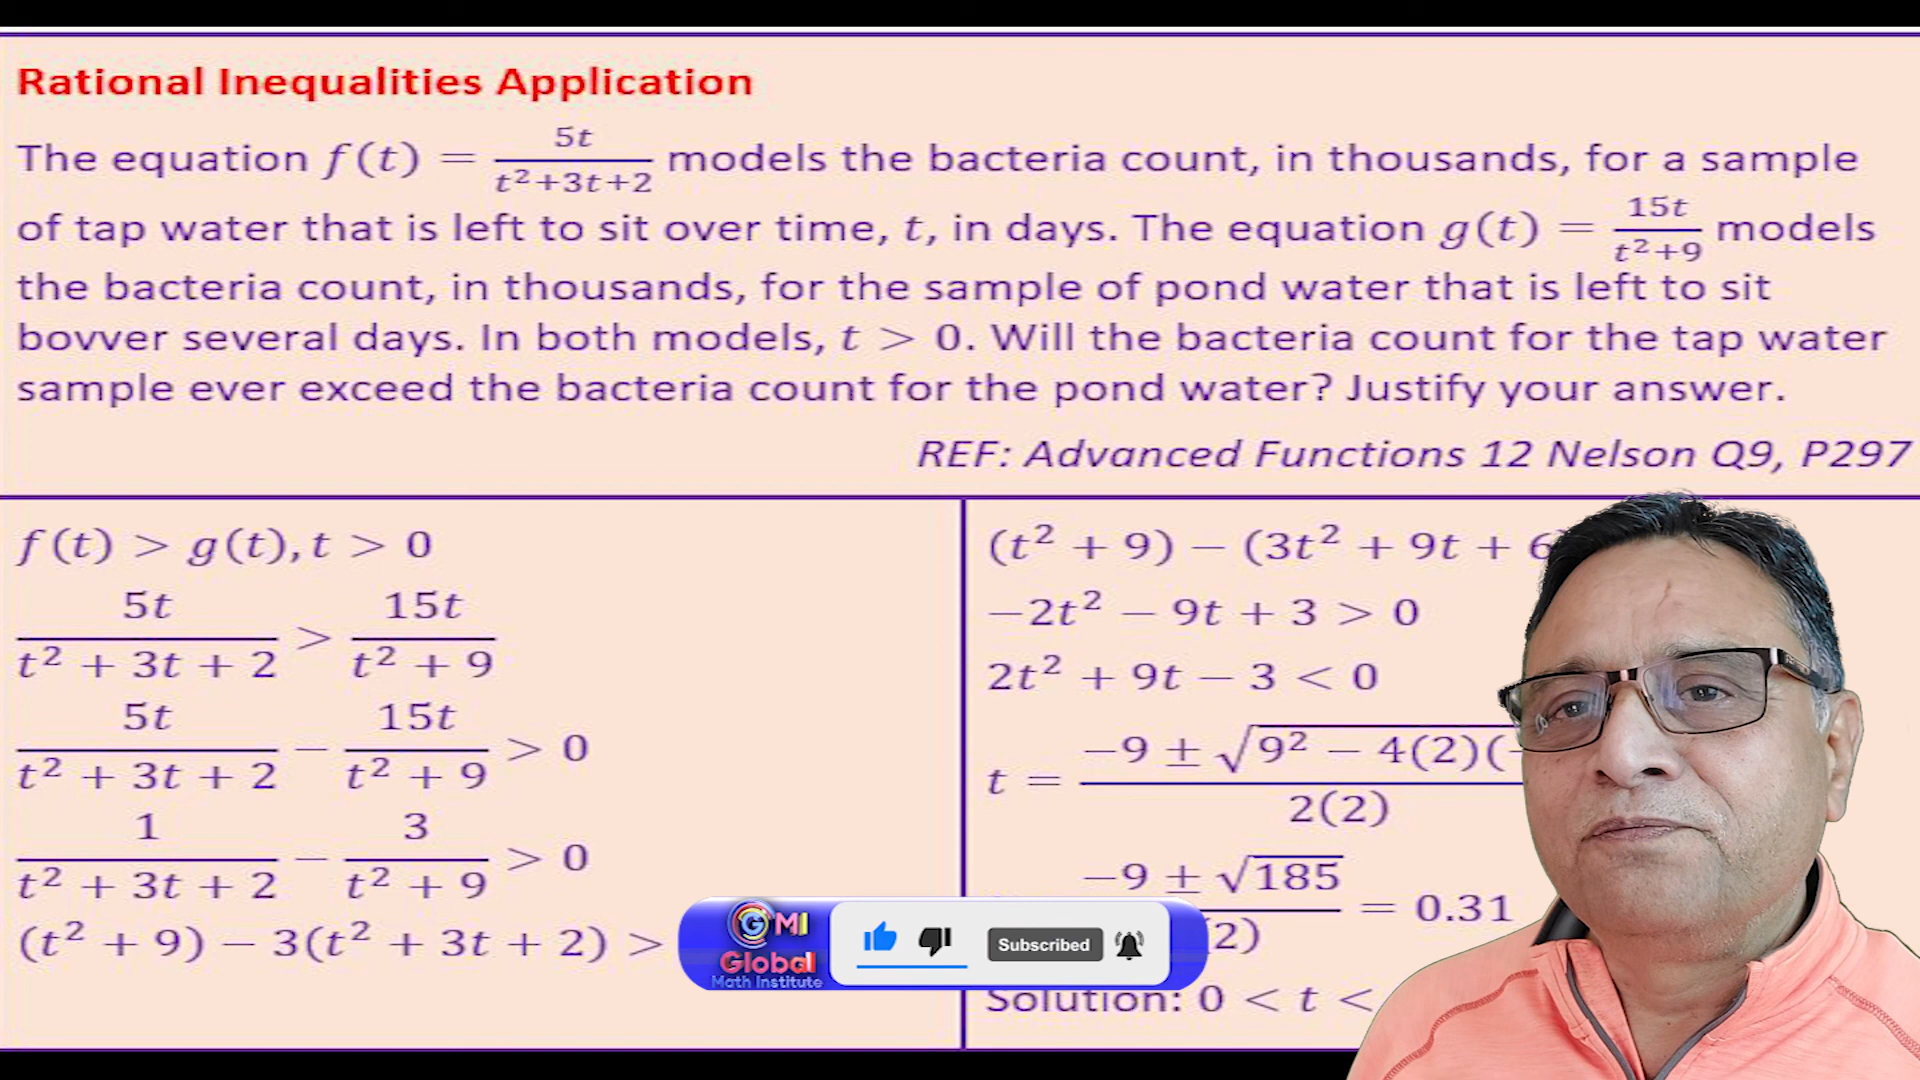 Rational Inequalities Application
The equation f(t) = 5t / t²+3t+2 models the bacteria count, in thousands, for a sample
of tap water that is left to sit over time, t, in days. The equation g(t) = 15t / t²+9 models
the bacteria count, in thousands, for the sample of pond water that is left to sit
bovver several days. In both models, t > 0. Will the bacteria count for the tap water
sample ever exceed the bacteria count for the pond water? Justify your answer.
REF: Advanced Functions 12 Nelson Q9, P297
f(t) > g(t), t > 0
5t / t² + 3t + 2 > 15t / t² + 9
5t / t² + 3t + 2 − 15t / t² + 9 > 0
1 / t² + 3t + 2 − 3 / t² + 9 > 0
(t² + 9) − 3(t² + 3t + 2) >
(t² + 9) − (3t² + 9t + 6
−2t² − 9t + 3 > 0
2t² + 9t − 3 < 0
t = −9 ± √9² − 4(2)(− / 2(2)
−9 ± √185 / 2) = 0.31
Solution: 0 < t <
GMI
Global
Math Institute
Subscribed